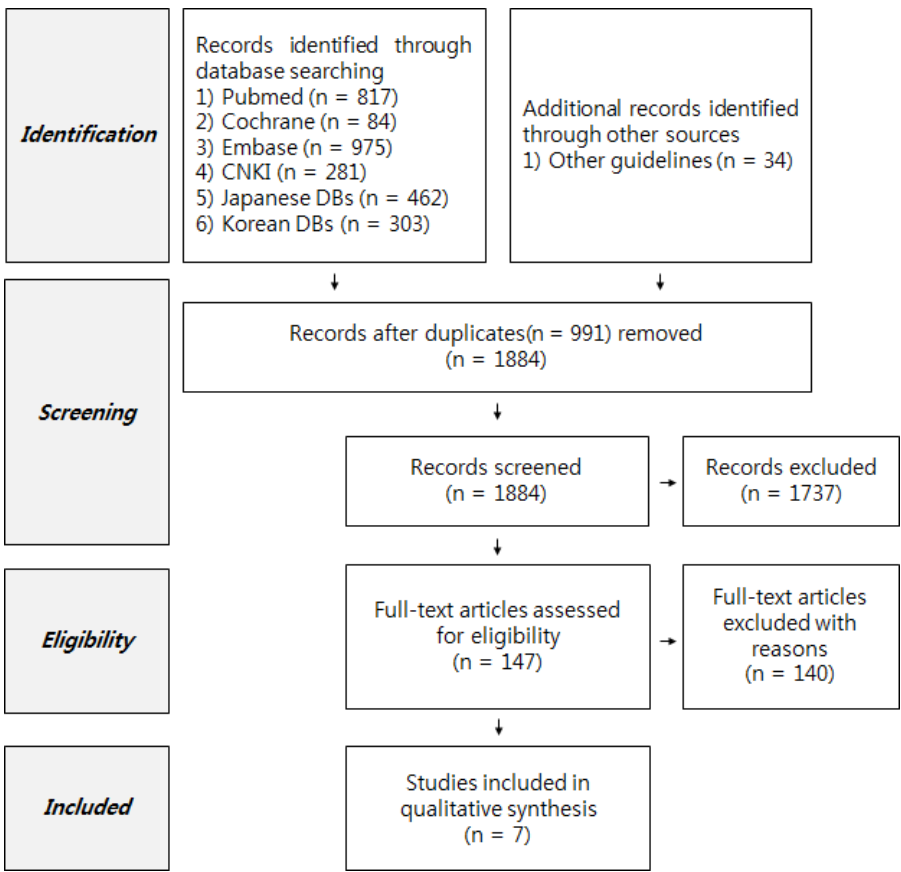 Identification
Records identified through
database searching
1) Pubmed (n = 817)
2) Cochrane (n = 84)
3) Embase (n = 975)
4) CNKI (n = 281)
5) Japanese DBs (n = 462)
6) Korean DBs (n = 303)
Additional records identified
through other sources
1) Other guidelines (n = 34)
Screening
Records after duplicates(n = 991) removed
(n = 1884)
Records screened
(n = 1884)
Records excluded
(n = 1737)
Eligibility
Full-text articles assessed
for eligibility
(n = 147)
Full-text articles
excluded with
reasons
(n = 140)
Included
Studies included in
qualitative synthesis
(n = 7)